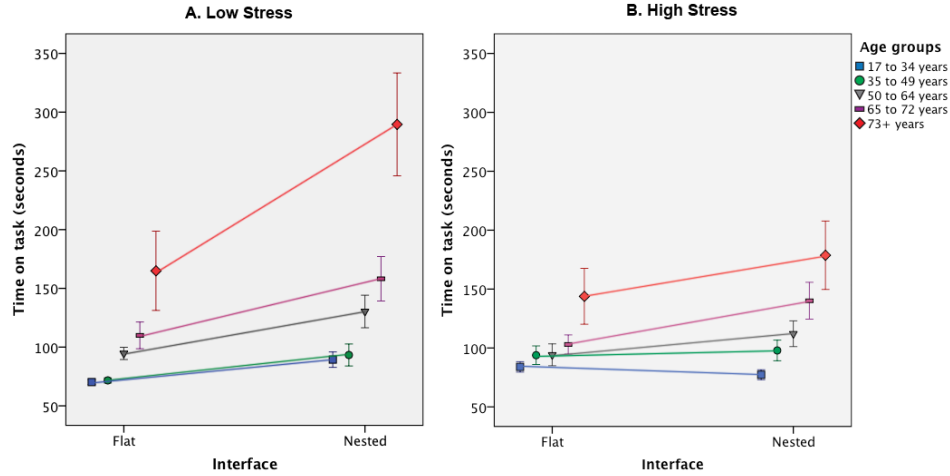 A. Low Stress
Time on task (seconds)
350
300
250
200
150
100
50
Flat
Nested
Interface
B. High Stress
Time on task (seconds)
350
300
250
200
150
100
50
Flat
Nested
Interface
Age groups
17 to 34 years
35 to 49 years
50 to 64 years
65 to 72 years
73+ years